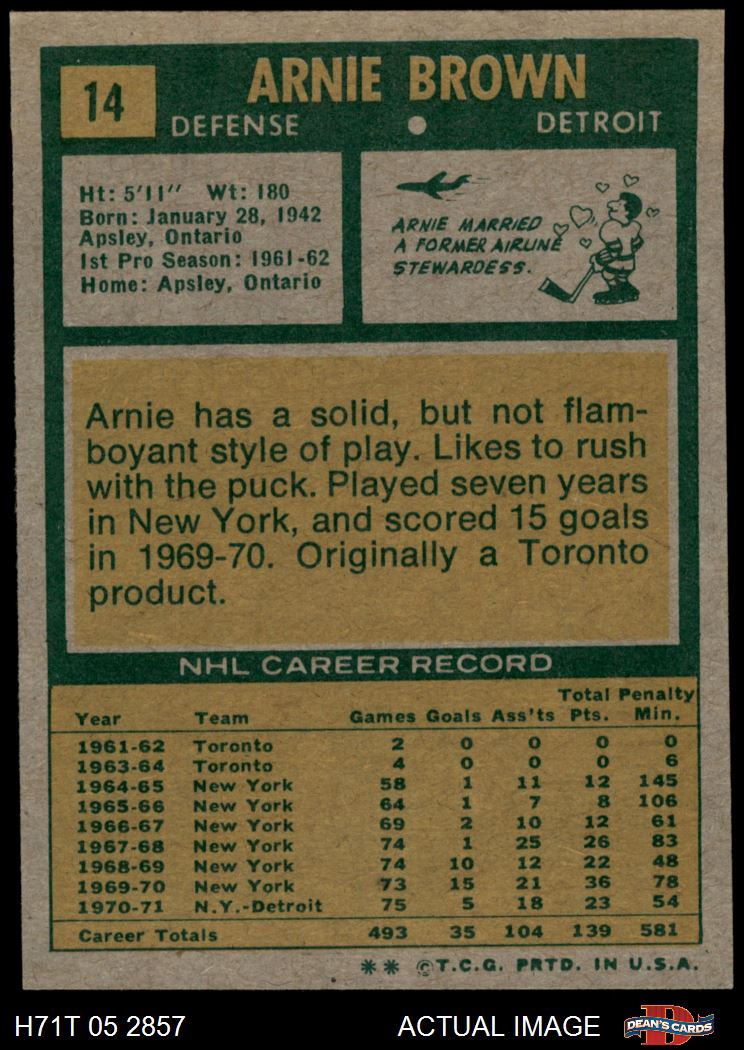 14
ARNIE BROWN
DEFENSE
DETROIT
Ht: 5'11" Wt: 180
Born: January 28, 1942
Apsley, Ontario
1st Pro Season: 1961-62
Home: Apsley, Ontario
ARNIE MARRIED
A FORMER AIRLINE
STEWARDESS.
Arnie has a solid, but not flam-
boyant style of play. Likes to rush
with the puck. Played seven years
in New York, and scored 15 goals
in 1969-70. Originally a Toronto
product.
NHL CAREER RECORD
Total Penalty
Year Team Games Goals Ass'ts Pts. Min.
1961-62 Toronto 2 0 0 0 0
1963-64 Toronto 4 0 0 0 6
1964-65 New York 58 1 11 12 145
1965-66 New York 64 1 7 8 106
1966-67 New York 69 2 10 12 61
1967-68 New York 74 1 25 26 83
1968-69 New York 74 10 12 22 48
1969-70 New York 73 15 21 36 78
1970-71 N.Y.-Detroit 75 5 18 23 54
Career Totals 493 35 104 139 581
** ©T.C.G. PRTD. IN U.S.A.
H71T 05 2857
ACTUAL IMAGE
D
DEAN'S CARDS